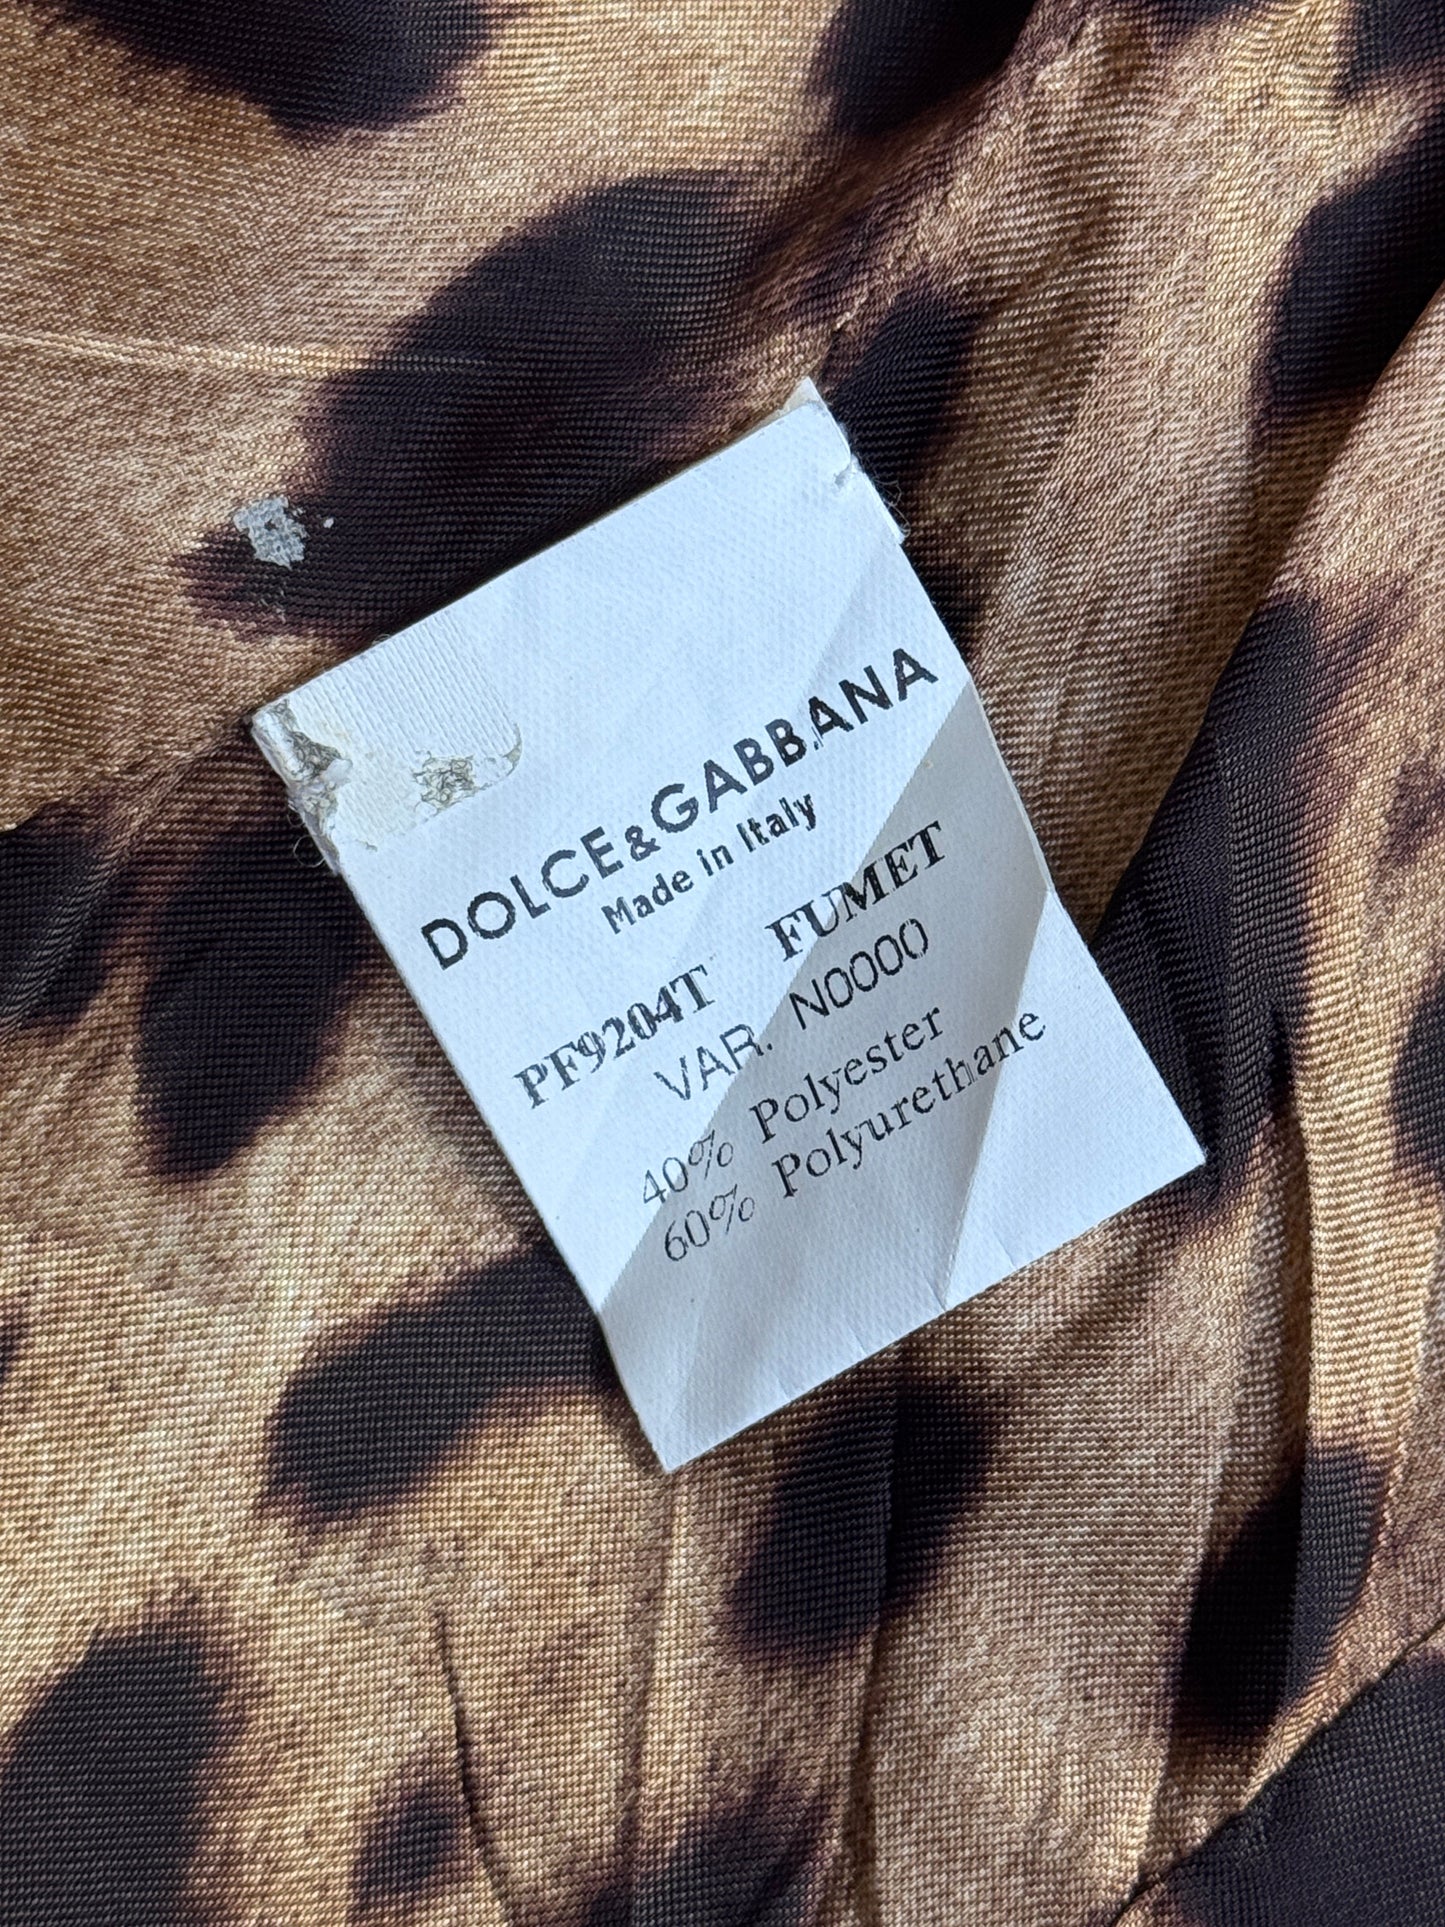 DOLCE&GABBANA
Made in Italy
PF9204T FUMET
VAR. N0000
40% Polyester
60% Polyurethane